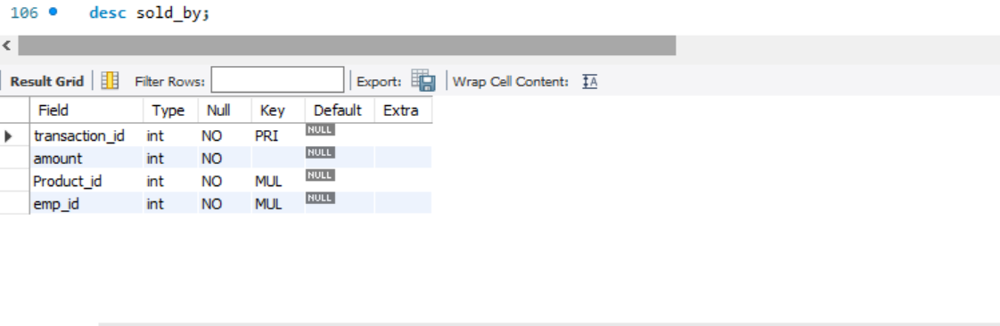 106 desc sold_by;
Result Grid Filter Rows: Export: Wrap Cell Content: IA
Field Type Null Key Default Extra
transaction_id int NO PRI NULL
amount int NO NULL
Product_id int NO MUL NULL
emp_id int NO MUL NULL